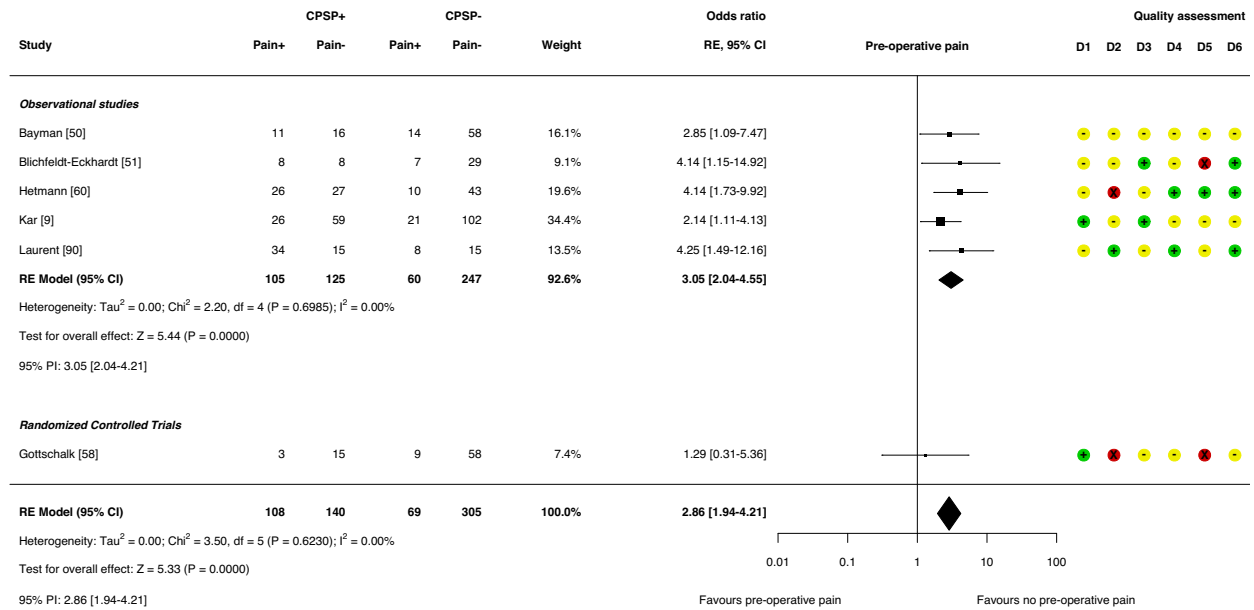 CPSP+ CPSP- Odds ratio Quality assessment
Study Pain+ Pain- Pain+ Pain- Weight RE, 95% CI Pre-operative pain D1 D2 D3 D4 D5 D6
Observational studies
Bayman [50] 11 16 14 58 16.1% 2.85 [1.09-7.47] - - - - - -
Blichfeldt-Eckhardt [51] 8 8 7 29 9.1% 4.14 [1.15-14.92] - - + - X +
Hetmann [60] 26 27 10 43 19.6% 4.14 [1.73-9.92] - X - + + +
Kar [9] 26 59 21 102 34.4% 2.14 [1.11-4.13] + - + - - -
Laurent [90] 34 15 8 15 13.5% 4.25 [1.49-12.16] - + - + - +
RE Model (95% CI) 105 125 60 247 92.6% 3.05 [2.04-4.55]
Heterogeneity: Tau² = 0.00; Chi² = 2.20, df = 4 (P = 0.6985); I² = 0.00%
Test for overall effect: Z = 5.44 (P = 0.0000)
95% PI: 3.05 [2.04-4.21]
Randomized Controlled Trials
Gottschalk [58] 3 15 9 58 7.4% 1.29 [0.31-5.36] + X - - X -
RE Model (95% CI) 108 140 69 305 100.0% 2.86 [1.94-4.21]
Heterogeneity: Tau² = 0.00; Chi² = 3.50, df = 5 (P = 0.6230); I² = 0.00%
0.01 0.1 1 10 100
Test for overall effect: Z = 5.33 (P = 0.0000)
95% PI: 2.86 [1.94-4.21] Favours pre-operative pain Favours no pre-operative pain